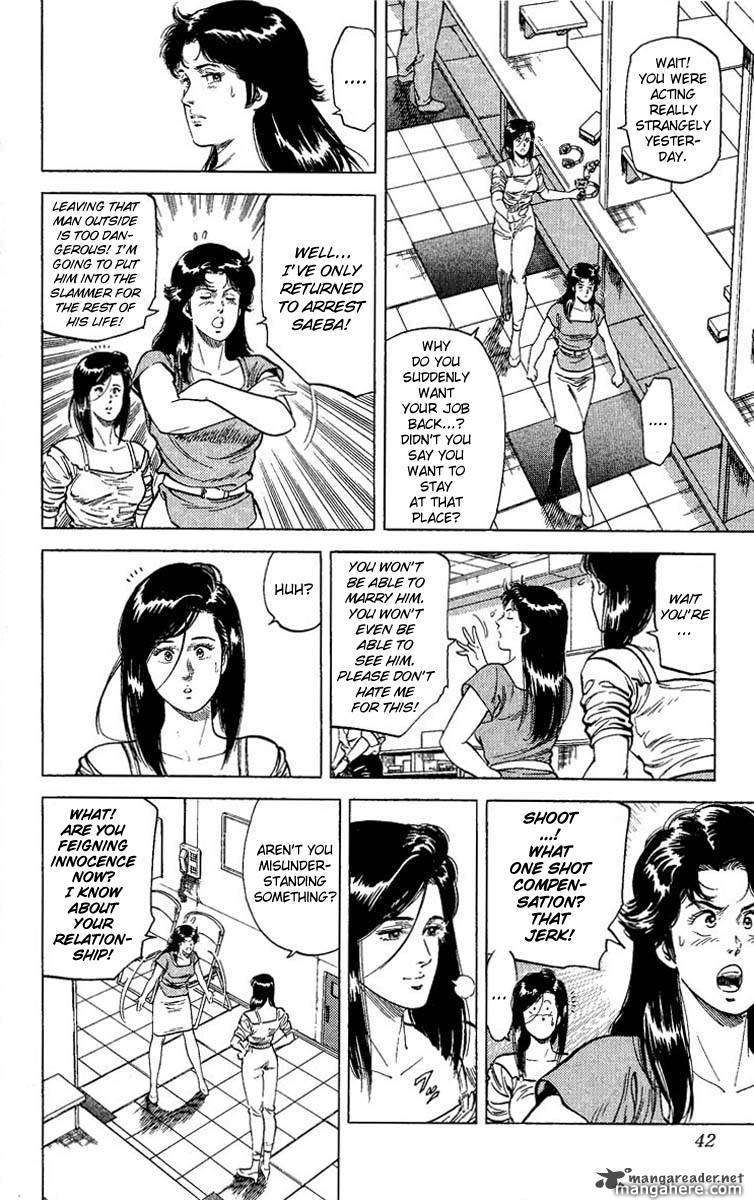 WAIT!
YOU WERE
ACTING
REALLY
STRANGELY
YESTER-
DAY.
....
WHY
DO YOU
SUDDENLY
WANT
YOUR JOB
BACK...?
DIDN'T YOU
SAY YOU
WANT TO
STAY
AT THAT
PLACE?
....
WELL...
I'VE ONLY
RETURNED
TO ARREST
SAEBA!
LEAVING THAT
MAN OUTSIDE
IS TOO DAN-
GEROUS! I'M
GOING TO PUT
HIM INTO THE
SLAMMER FOR
THE REST OF
HIS LIFE!
WAIT
YOU'RE
...
YOU WON'T
BE ABLE TO
MARRY HIM.
YOU WON'T
EVEN BE
ABLE TO
SEE HIM.
PLEASE DON'T
HATE ME
FOR THIS!
HUH?
SHOOT
...!
WHAT
ONE SHOT
COMPEN-
SATION?
THAT
JERK!
AREN'T YOU
MISUNDER-
STANDING
SOMETHING?
WHAT!
ARE YOU
FEIGNING
INNOCENCE
NOW?
I KNOW
ABOUT
YOUR
RELATION-
SHIP!
42
mangareader.net
mangahere.com